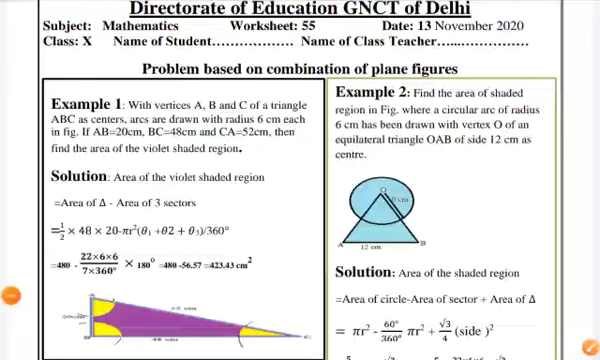 Directorate of Education GNCT of Delhi
Subject: Mathematics Worksheet: 55 Date: 13 November 2020
Class: X Name of Student……………… Name of Class Teacher…...……………
Problem based on combination of plane figures
Example 1: With vertices A, B and C of a triangle
ABC as centers, arcs are drawn with radius 6 cm each
in fig. If AB=20cm, BC=48cm and CA=52cm, then
find the area of the violet shaded region.
Solution: Area of the violet shaded region
=Area of Δ - Area of 3 sectors
=1/2 × 48 × 20-πr²(θ₁ +θ2 + θ₃)/360°
=480 - 22×6×6/7×360° × 180° =480 -56.57 =423.43 cm²
Example 2: Find the area of shaded
region in Fig. where a circular arc of radius
6 cm has been drawn with vertex O of an
equilateral triangle OAB of side 12 cm as
centre.
O
6 cm
A B
12 cm
Solution: Area of the shaded region
=Area of circle-Area of sector + Area of Δ
= πr² - 60°/360° πr² + √3/4 (side )²